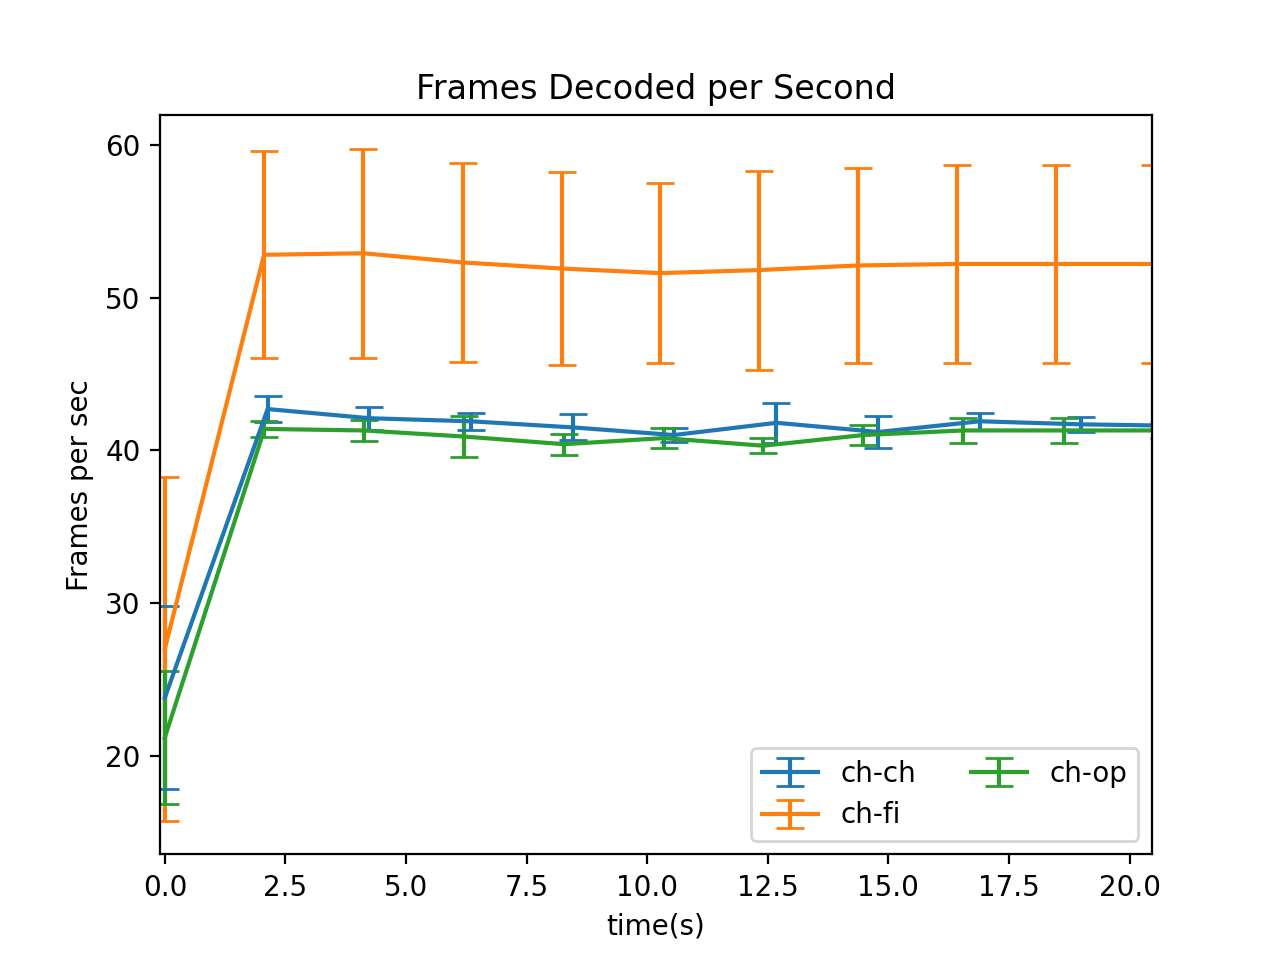 Frames Decoded per Second
60
50
40
30
20
Frames per sec
0.0 2.5 5.0 7.5 10.0 12.5 15.0 17.5 20.0
time(s)
ch-ch ch-op
ch-fi